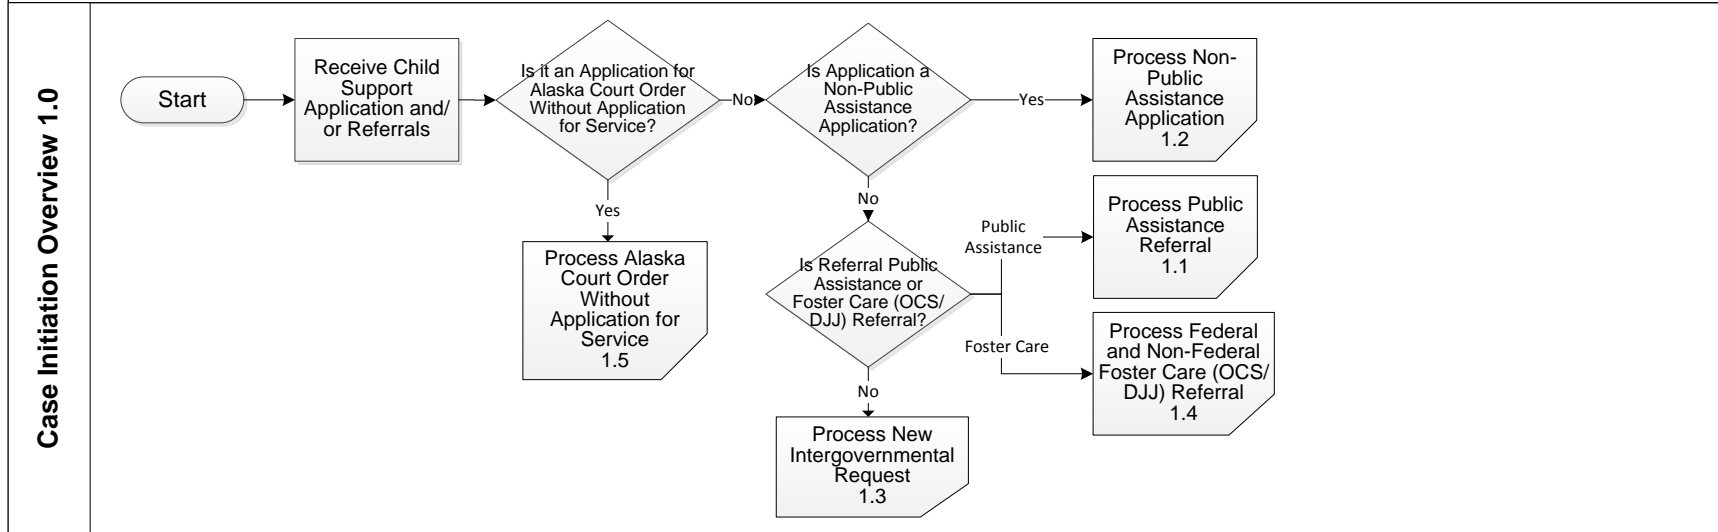 Case Initiation Overview 1.0
Start
Receive Child
Support
Application and/
or Referrals
Is it an Application for
Alaska Court Order
Without Application
for Service?
No
Is Application a
Non-Public
Assistance
Application?
Yes
Process Non-
Public
Assistance
Application
1.2
Yes
Process Alaska
Court Order
Without
Application for
Service
1.5
No
Is Referral Public
Assistance or
Foster Care (OCS/
DJJ) Referral?
Public
Assistance
Process Public
Assistance
Referral
1.1
Foster Care
Process Federal
and Non-Federal
Foster Care (OCS/
DJJ) Referral
1.4
No
Process New
Intergovernmental
Request
1.3